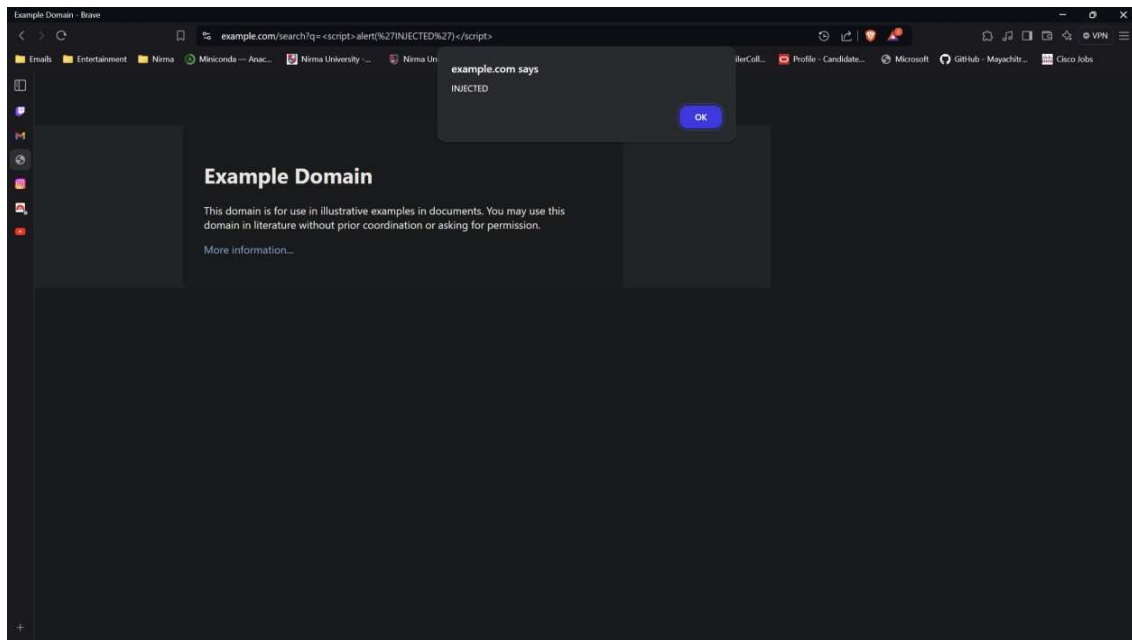 Example Domain - Brave
example.com/search?q=<script>alert(%27INJECTED%27)</script>
VPN
Emails Entertainment Nirma Miniconda — Anac... Nirma University -... Nirma Un
ilerColl... Profile - Candidate... Microsoft GitHub - Mayachitr... Cisco Jobs
example.com says
INJECTED
OK
Example Domain
This domain is for use in illustrative examples in documents. You may use this
domain in literature without prior coordination or asking for permission.
More information...